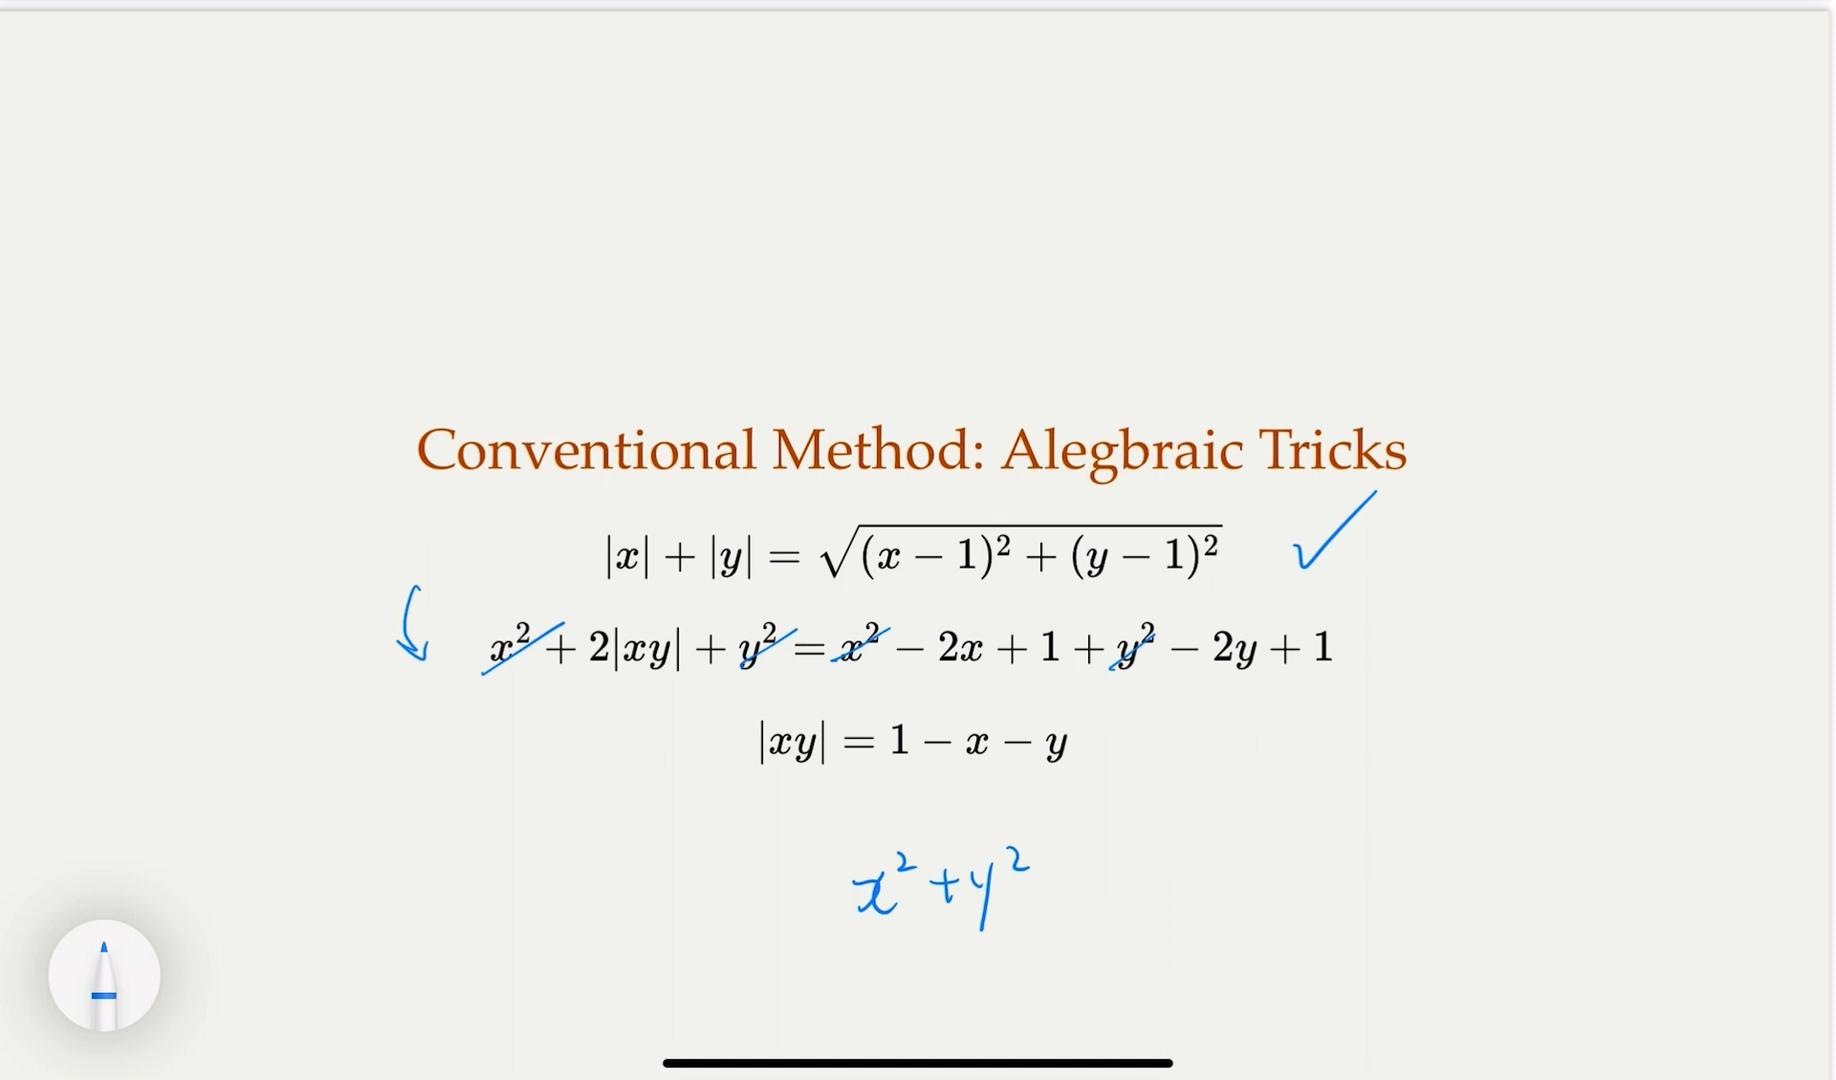 Conventional Method: Alegbraic Tricks
|x| + |y| = √(x − 1)² + (y − 1)²
x² + 2|xy| + y² = x² − 2x + 1 + y² − 2y + 1
|xy| = 1 − x − y
x² + y²